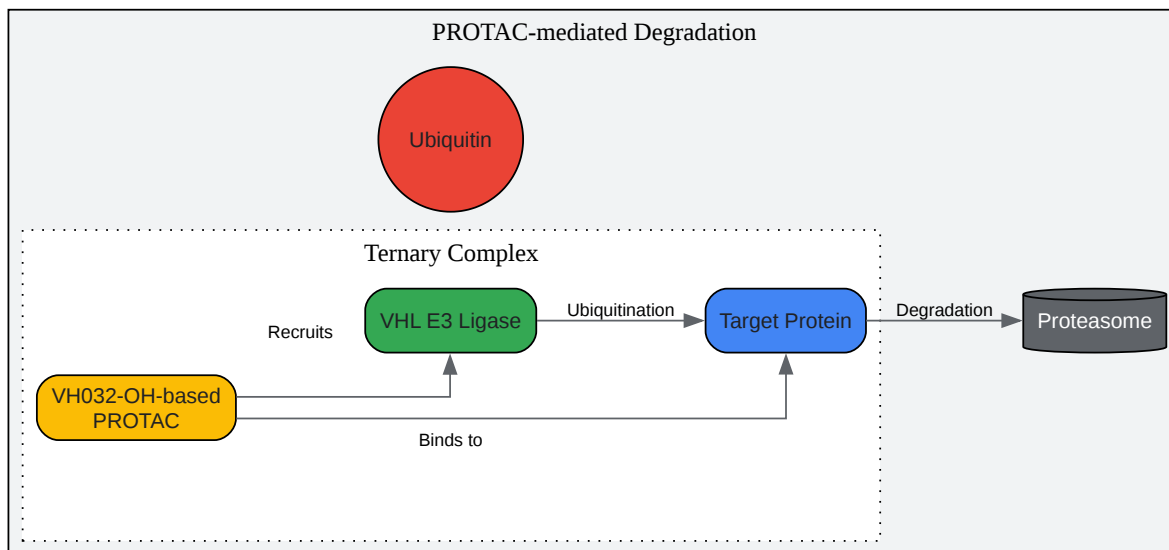 PROTAC-mediated Degradation
Ubiquitin
Ternary Complex
Recruits
VHL E3 Ligase
Ubiquitination
Target Protein
Degradation
Proteasome
VH032-OH-based
PROTAC
Binds to